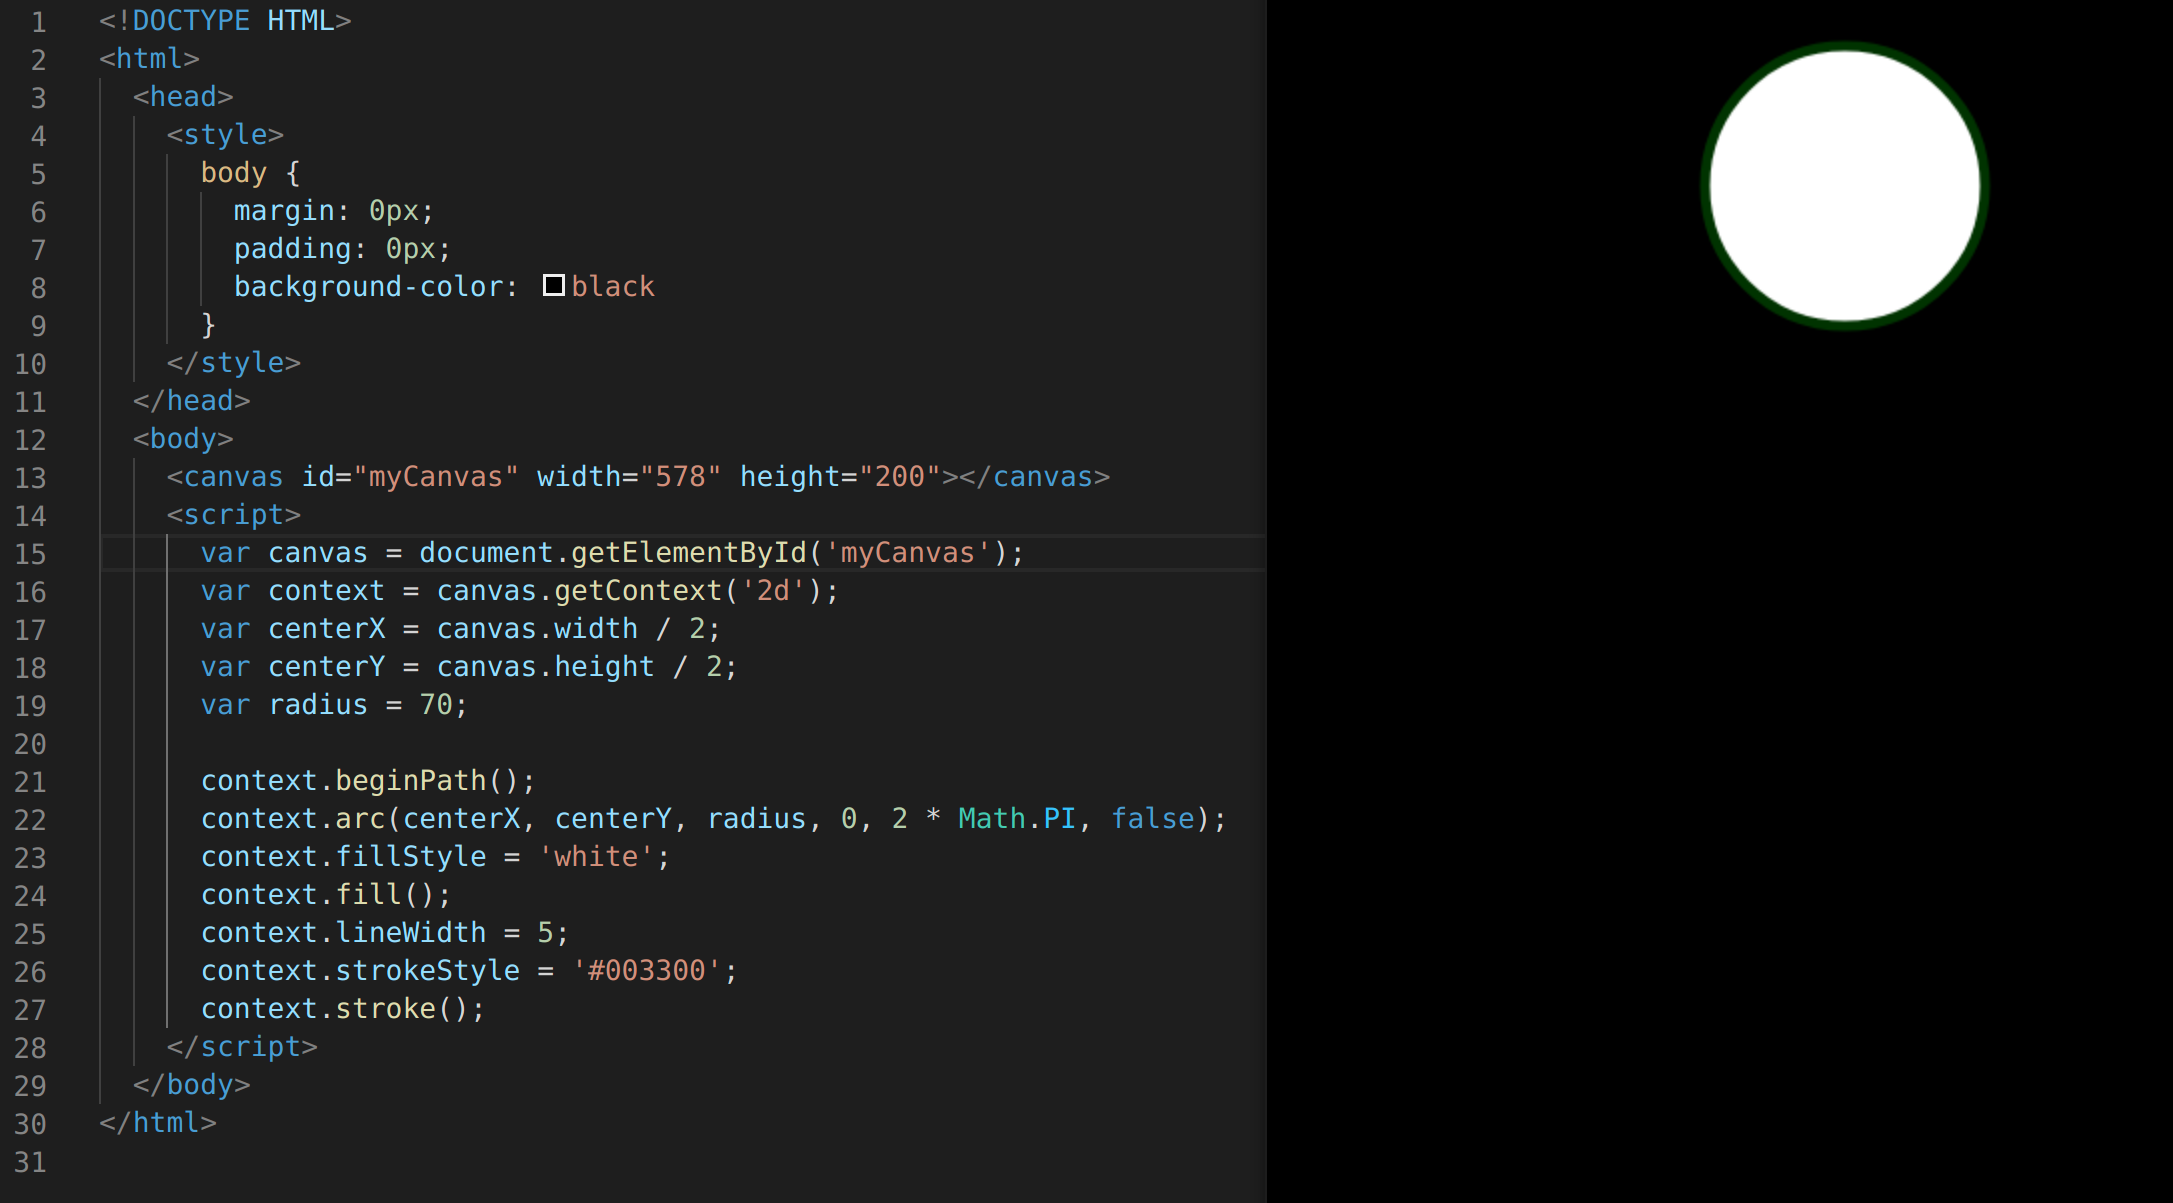 1 <!DOCTYPE HTML>
2 <html>
3   <head>
4     <style>
5       body {
6         margin: 0px;
7         padding: 0px;
8         background-color: black
9       }
10     </style>
11   </head>
12   <body>
13     <canvas id="myCanvas" width="578" height="200"></canvas>
14     <script>
15       var canvas = document.getElementById('myCanvas');
16       var context = canvas.getContext('2d');
17       var centerX = canvas.width / 2;
18       var centerY = canvas.height / 2;
19       var radius = 70;
20
21       context.beginPath();
22       context.arc(centerX, centerY, radius, 0, 2 * Math.PI, false);
23       context.fillStyle = 'white';
24       context.fill();
25       context.lineWidth = 5;
26       context.strokeStyle = '#003300';
27       context.stroke();
28     </script>
29   </body>
30 </html>
31